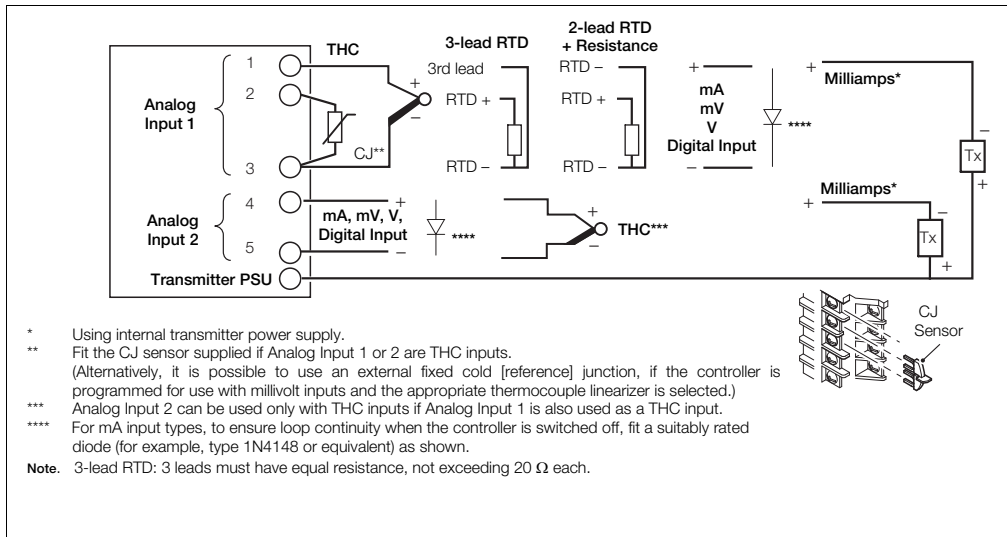 THC
3-lead RTD
2-lead RTD
+ Resistance
1
2
3
Analog
Input 1
CJ**
+
–
3rd lead
RTD +
RTD –
RTD –
RTD +
RTD –
+
mA
mV
V
Digital Input
–
****
+
Milliamps*
–
Tx
+
4
5
Analog
Input 2
+
mA, mV, V,
Digital Input
–
****
+
–
THC***
Milliamps*
+
–
Tx
+
Transmitter PSU
CJ
Sensor
* Using internal transmitter power supply.
** Fit the CJ sensor supplied if Analog Input 1 or 2 are THC inputs.
(Alternatively, it is possible to use an external fixed cold [reference] junction, if the controller is
programmed for use with millivolt inputs and the appropriate thermocouple linearizer is selected.)
*** Analog Input 2 can be used only with THC inputs if Analog Input 1 is also used as a THC input.
**** For mA input types, to ensure loop continuity when the controller is switched off, fit a suitably rated
diode (for example, type 1N4148 or equivalent) as shown.
Note. 3-lead RTD: 3 leads must have equal resistance, not exceeding 20 Ω each.